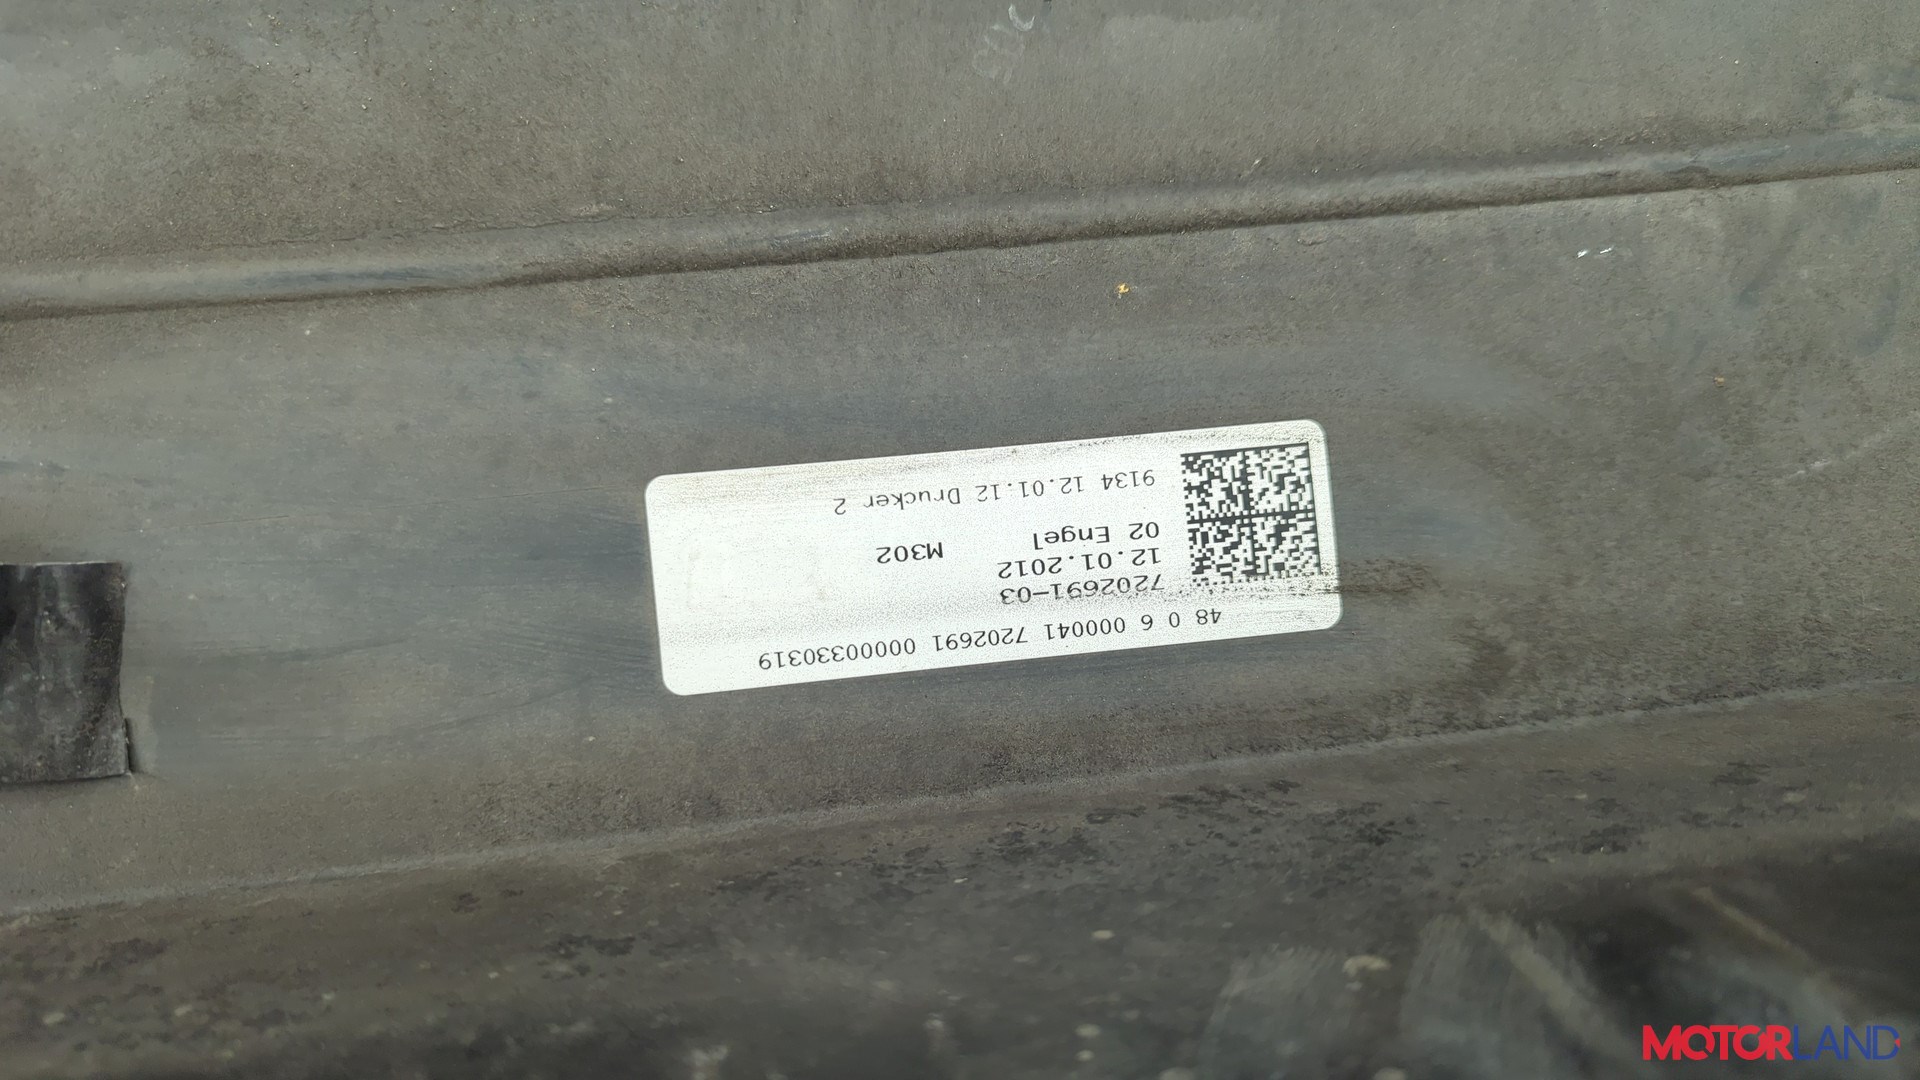 48 0 6 000041 7202691 00000330319
7202691-03
12.01.2012
02 Engel M302
9134 12.01.12 Drucker 2
MOTORLAND